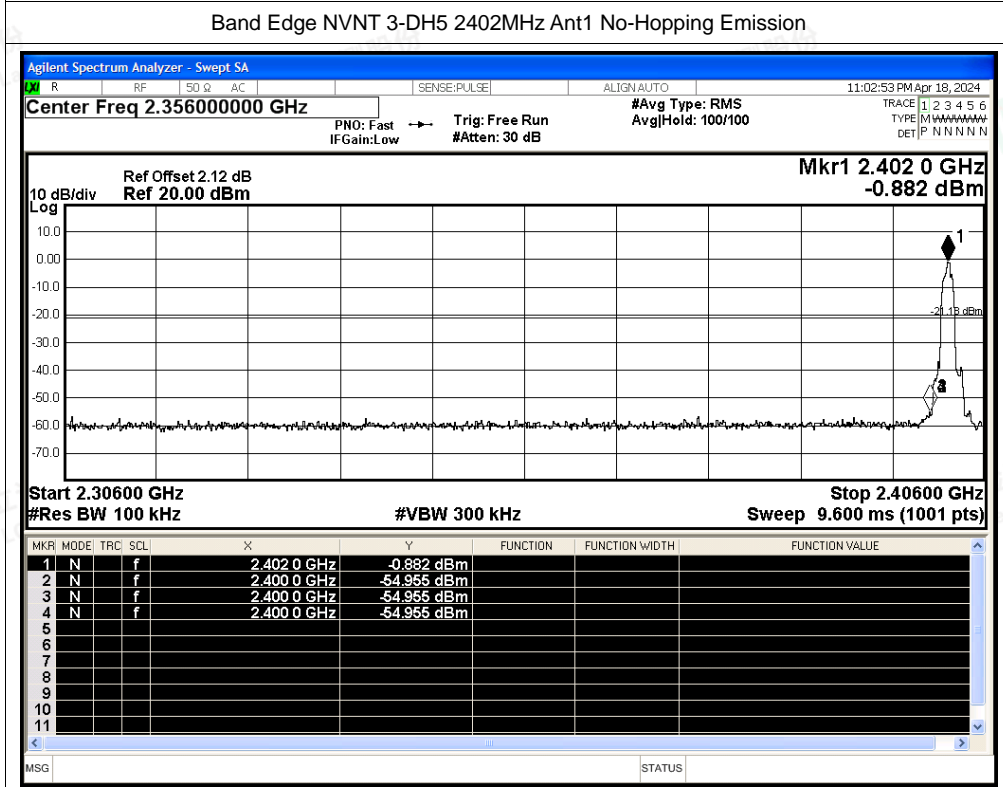 Band Edge NVNT 3-DH5 2402MHz Ant1 No-Hopping Emission
Agilent Spectrum Analyzer - Swept SA
LXI R RF 50 Ω AC SENSE:PULSE ALIGN AUTO 11:02:53 PM Apr 18, 2024
Center Freq 2.356000000 GHz #Avg Type: RMS TRACE 1 2 3 4 5 6
PNO: Fast Trig: Free Run Avg|Hold: 100/100 TYPE M
IFGain:Low #Atten: 30 dB DET P N N N N N
Mkr1 2.402 0 GHz
Ref Offset 2.12 dB
10 dB/div Ref 20.00 dBm -0.882 dBm
Log
10.0
1
0.00
-10.0
-20.0
-21.13 dBm
-30.0
-40.0
-50.0
-60.0
-70.0
Start 2.30600 GHz Stop 2.40600 GHz
#Res BW 100 kHz #VBW 300 kHz Sweep 9.600 ms (1001 pts)
MKR MODE TRC SCL X Y FUNCTION FUNCTION WIDTH FUNCTION VALUE
1 N f 2.402 0 GHz -0.882 dBm
2 N f 2.400 0 GHz -54.955 dBm
3 N f 2.400 0 GHz -54.955 dBm
4 N f 2.400 0 GHz -54.955 dBm
5
6
7
8
9
10
11
MSG STATUS